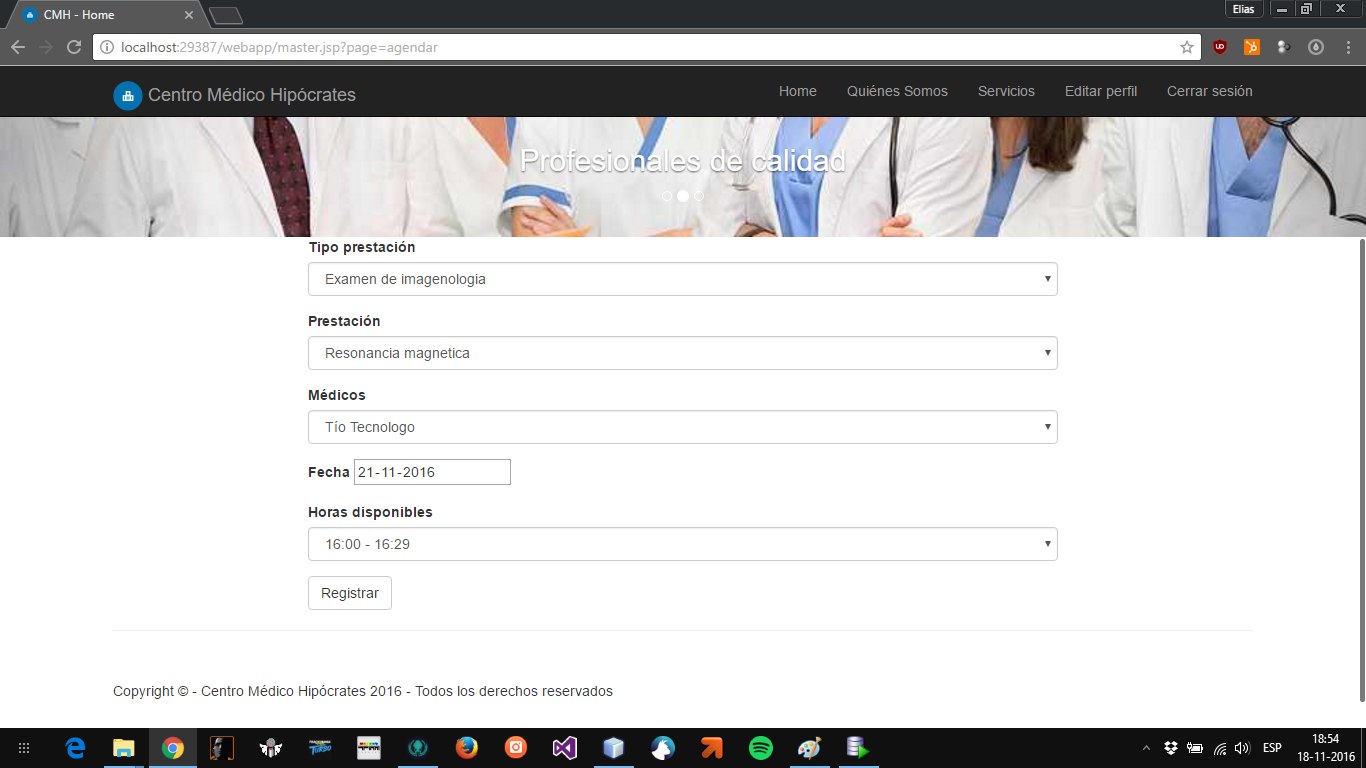 CMH - Home
Elias
localhost:29387/webapp/master.jsp?page=agendar
Centro Médico Hipócrates
Home
Quiénes Somos
Servicios
Editar perfil
Cerrar sesión
Profesionales de calidad
Tipo prestación
Examen de imagenologia
Prestación
Resonancia magnetica
Médicos
Tío Tecnologo
Fecha 21-11-2016
Horas disponibles
16:00 - 16:29
Registrar
Copyright © - Centro Médico Hipócrates 2016 - Todos los derechos reservados
ESP
18:54
18-11-2016